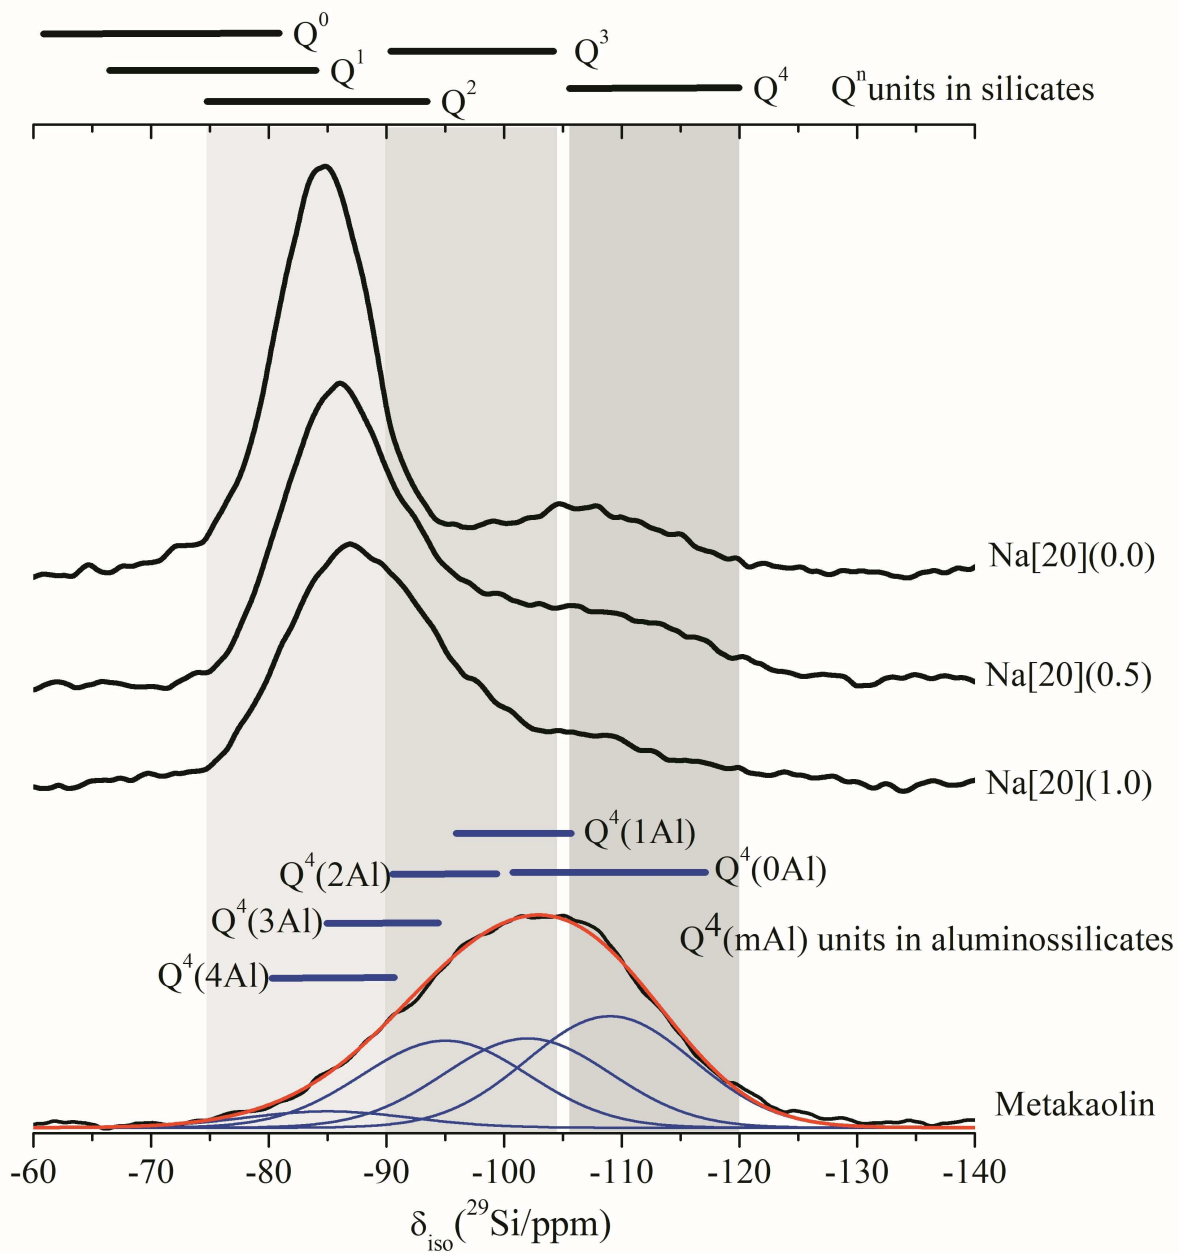 Q⁰
Q³
Q¹
Q⁴
Qⁿ units in silicates
Q²
Na[20](0.0)
Na[20](0.5)
Na[20](1.0)
Q⁴(1Al)
Q⁴(2Al)
Q⁴(0Al)
Q⁴(3Al)
Q⁴(mAl) units in aluminossilicates
Q⁴(4Al)
Metakaolin
-60 -70 -80 -90 -100 -110 -120 -130 -140
δiso(²⁹Si/ppm)